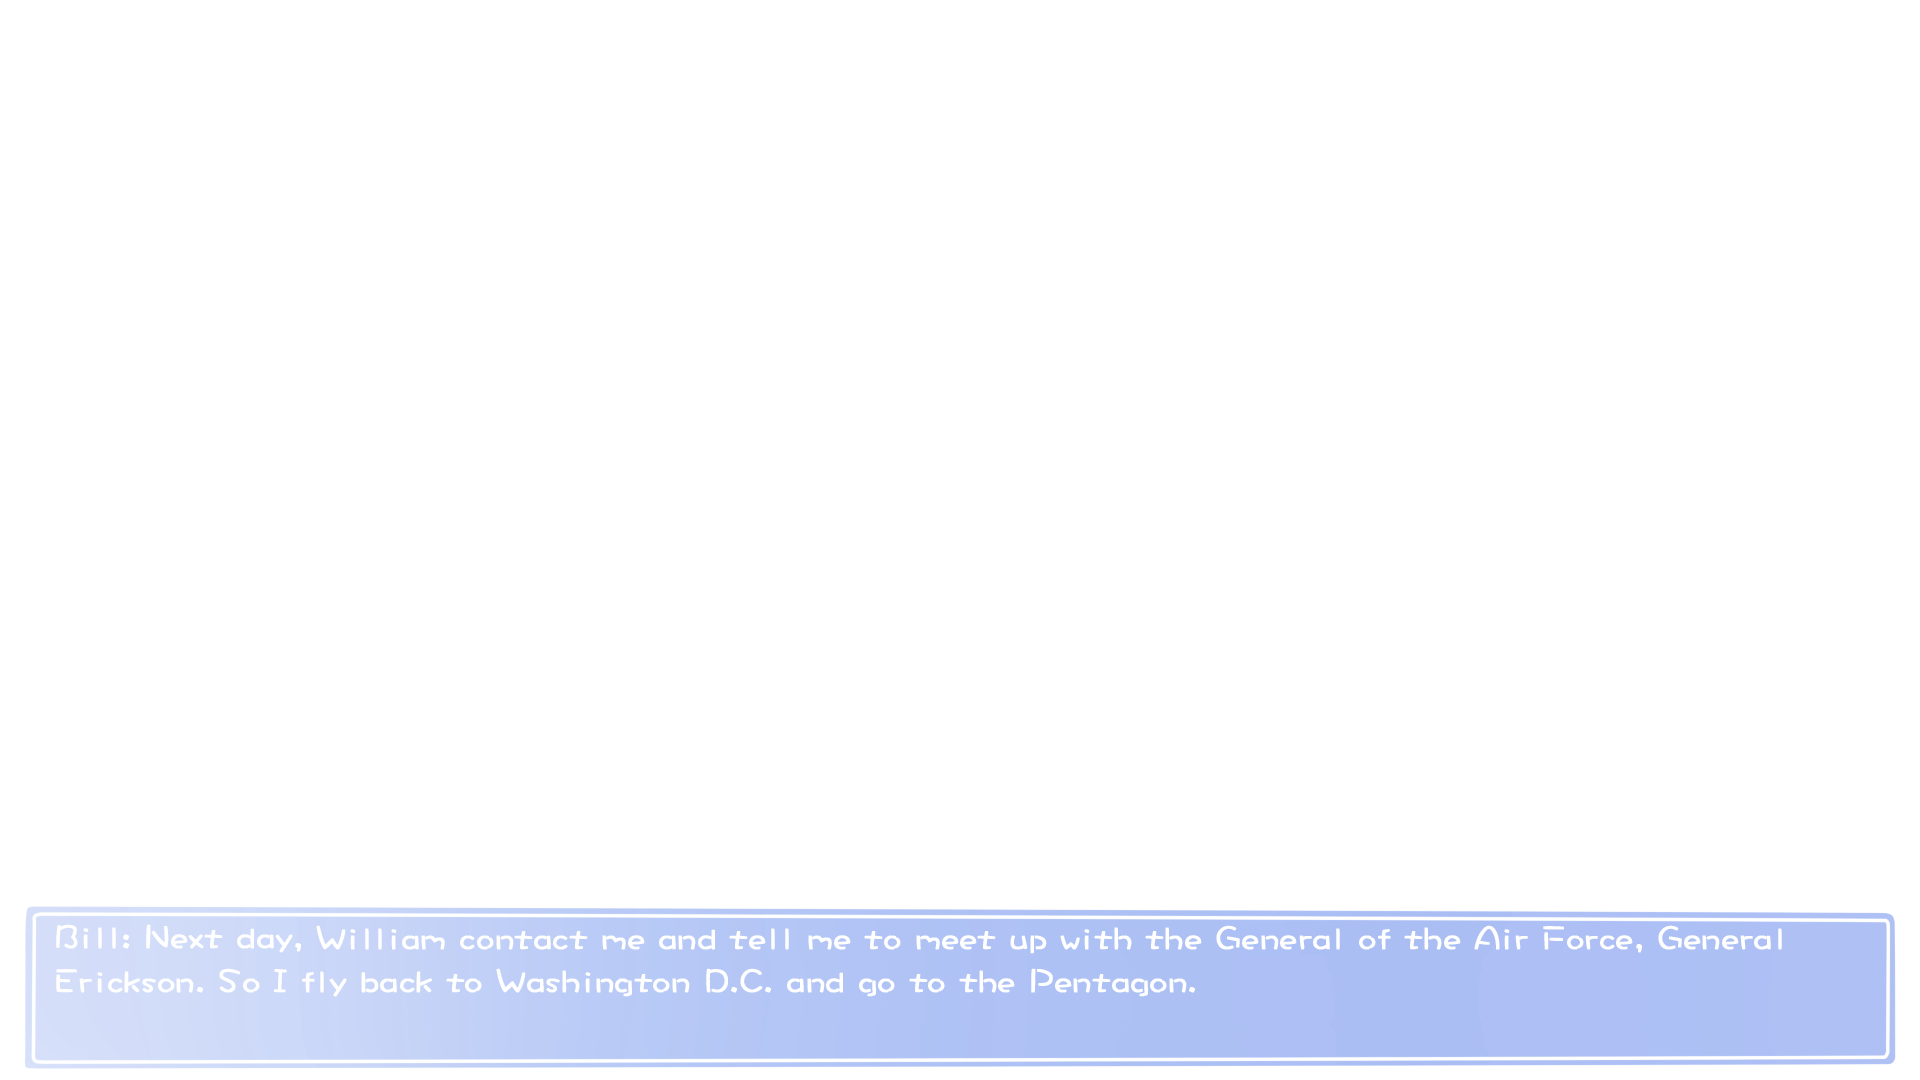 Bill: Next day, William contact me and tell me to meet up with the General of the Air Force, General
Erickson. So I fly back to Washington D.C. and go to the Pentagon.